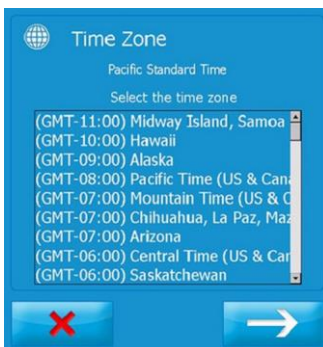 Time Zone
Pacific Standard Time
Select the time zone
(GMT-11:00) Midway Island, Samoa
(GMT-10:00) Hawaii
(GMT-09:00) Alaska
(GMT-08:00) Pacific Time (US & Cana
(GMT-07:00) Mountain Time (US & C
(GMT-07:00) Chihuahua, La Paz, Maz
(GMT-07:00) Arizona
(GMT-06:00) Central Time (US & Can
(GMT-06:00) Saskatchewan